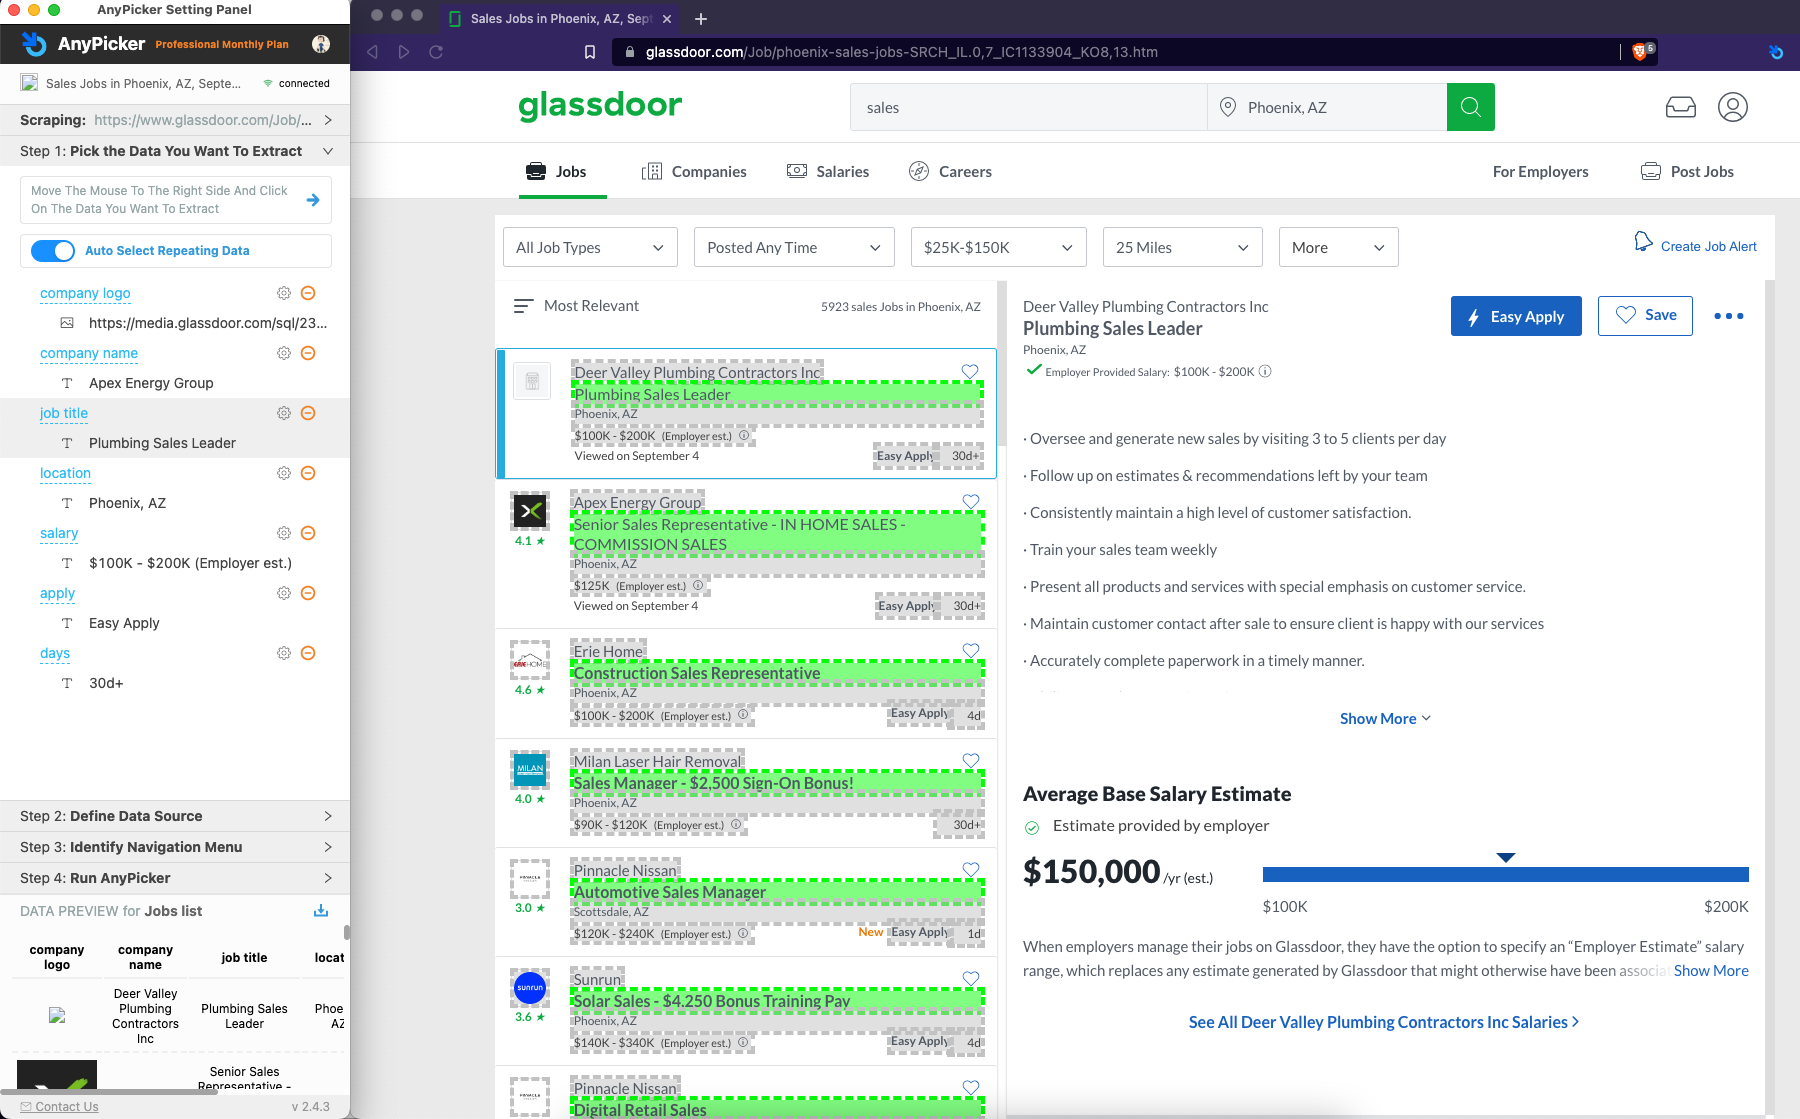 AnyPicker Setting Panel
AnyPicker Professional Monthly Plan
Sales Jobs in Phoenix, AZ, Septe... connected
Scraping: https://www.glassdoor.com/Job/...
Step 1: Pick the Data You Want To Extract
Move The Mouse To The Right Side And Click
On The Data You Want To Extract
Auto Select Repeating Data
company logo
https://media.glassdoor.com/sql/23...
company name
T Apex Energy Group
job title
T Plumbing Sales Leader
location
T Phoenix, AZ
salary
T $100K - $200K (Employer est.)
apply
T Easy Apply
days
T 30d+
Step 2: Define Data Source
Step 3: Identify Navigation Menu
Step 4: Run AnyPicker
DATA PREVIEW for Jobs list
company logo
company name
job title
locat
Deer Valley Plumbing Contractors Inc
Plumbing Sales Leader
Phoe
AZ
Senior Sales
Representative -
Contact Us
v 2.4.3
Sales Jobs in Phoenix, AZ, Sept
glassdoor.com/Job/phoenix-sales-jobs-SRCH_IL.0,7_IC1133904_KO8,13.htm
5
glassdoor
sales
Phoenix, AZ
Jobs
Companies
Salaries
Careers
For Employers
Post Jobs
All Job Types
Posted Any Time
$25K-$150K
25 Miles
More
Create Job Alert
Most Relevant
5923 sales Jobs in Phoenix, AZ
Deer Valley Plumbing Contractors Inc
Plumbing Sales Leader
Phoenix, AZ
$100K - $200K (Employer est.)
Viewed on September 4
Easy Apply 30d+
Apex Energy Group
Senior Sales Representative - IN HOME SALES -
COMMISSION SALES
4.1 ★
Phoenix, AZ
$125K (Employer est.)
Viewed on September 4
Easy Apply 30d+
ERIE HOME
Erie Home
Construction Sales Representative
4.6 ★
Phoenix, AZ
$100K - $200K (Employer est.)
Easy Apply 4d
MILAN
Milan Laser Hair Removal
Sales Manager - $2,500 Sign-On Bonus!
4.0 ★
Phoenix, AZ
$90K - $120K (Employer est.)
30d+
PINNACLE
Pinnacle Nissan
Automotive Sales Manager
3.0 ★
Scottsdale, AZ
$120K - $240K (Employer est.)
New Easy Apply 1d
sunrun
Sunrun
Solar Sales - $4,250 Bonus Training Pay
3.6 ★
Phoenix, AZ
$140K - $340K (Employer est.)
Easy Apply 4d
PINNACLE
Pinnacle Nissan
Digital Retail Sales
Deer Valley Plumbing Contractors Inc
Plumbing Sales Leader
Phoenix, AZ
Employer Provided Salary: $100K - $200K
Easy Apply
Save
· Oversee and generate new sales by visiting 3 to 5 clients per day
· Follow up on estimates & recommendations left by your team
· Consistently maintain a high level of customer satisfaction.
· Train your sales team weekly
· Present all products and services with special emphasis on customer service.
· Maintain customer contact after sale to ensure client is happy with our services
· Accurately complete paperwork in a timely manner.
Show More
Average Base Salary Estimate
Estimate provided by employer
$150,000 /yr (est.)
$100K
$200K
When employers manage their jobs on Glassdoor, they have the option to specify an “Employer Estimate” salary
range, which replaces any estimate generated by Glassdoor that might otherwise have been associa Show More
See All Deer Valley Plumbing Contractors Inc Salaries